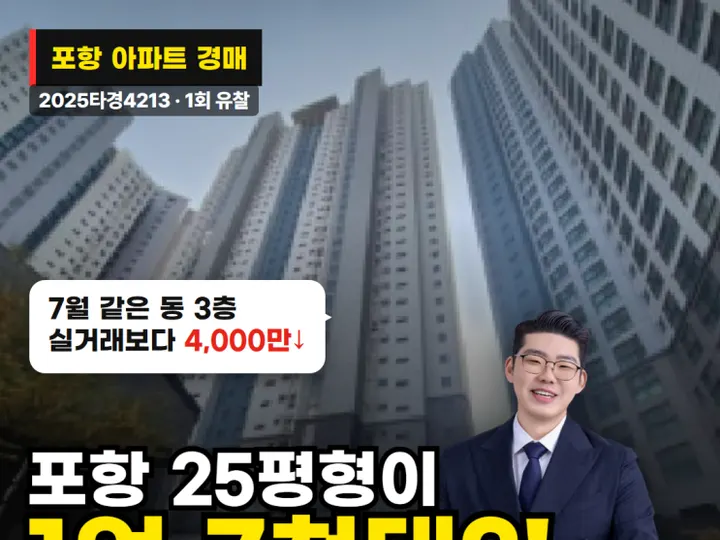 포항 아파트 경매
2025타경4213 · 1회 유찰
7월 같은 동 3층
실거래보다 4,000만↓
포항 25평형이